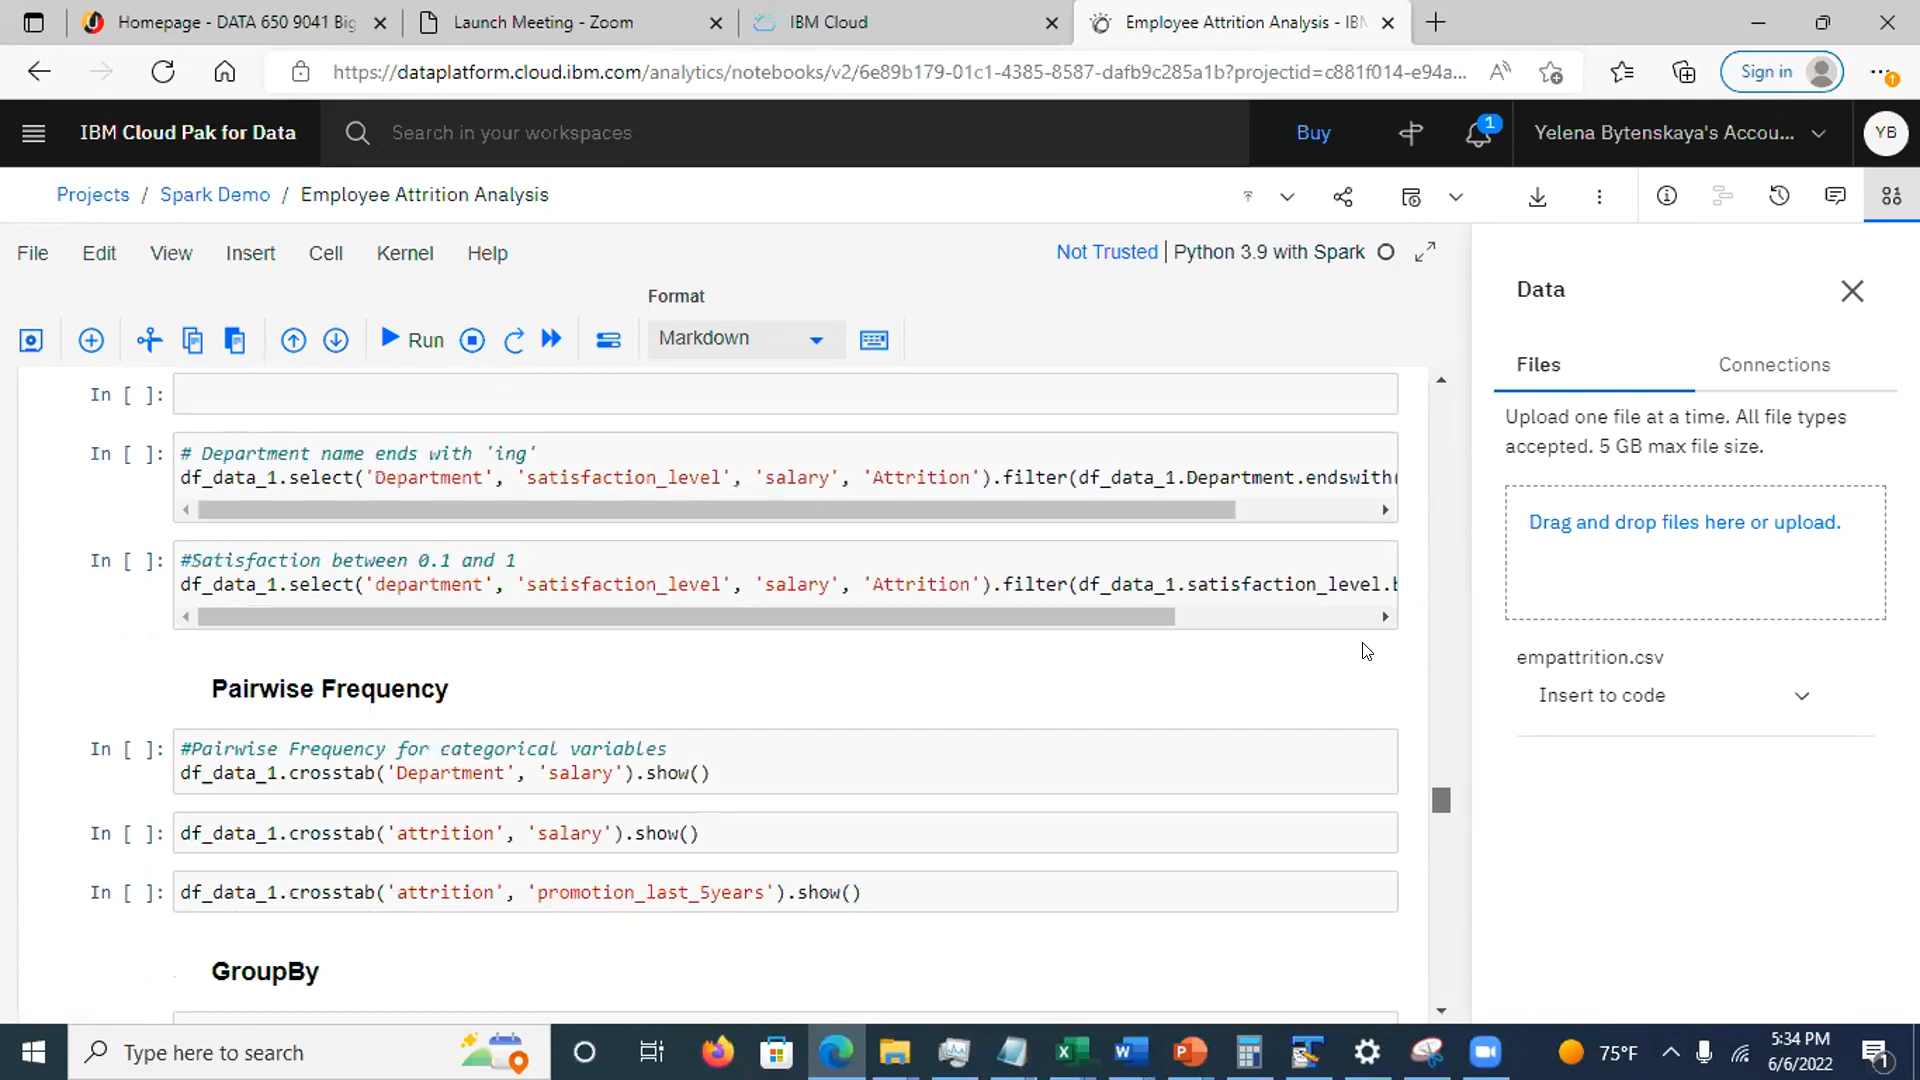 Homepage - DATA 650 9041 Big
Launch Meeting - Zoom
IBM Cloud
Employee Attrition Analysis - IBM
https://dataplatform.cloud.ibm.com/analytics/notebooks/v2/6e89b179-01c1-4385-8587-dafb9c285a1b?projectid=c881f014-e94a...
Sign in
IBM Cloud Pak for Data
Search in your workspaces
Buy
1
Yelena Bytenskaya's Accou...
YB
Projects / Spark Demo / Employee Attrition Analysis
File Edit View Insert Cell Kernel Help
Not Trusted | Python 3.9 with Spark
Format
Run
Markdown
In [ ]:
In [ ]: # Department name ends with 'ing'
df_data_1.select('Department', 'satisfaction_level', 'salary', 'Attrition').filter(df_data_1.Department.endswith(
In [ ]: #Satisfaction between 0.1 and 1
df_data_1.select('department', 'satisfaction_level', 'salary', 'Attrition').filter(df_data_1.satisfaction_level.b
Pairwise Frequency
In [ ]: #Pairwise Frequency for categorical variables
df_data_1.crosstab('Department', 'salary').show()
In [ ]: df_data_1.crosstab('attrition', 'salary').show()
In [ ]: df_data_1.crosstab('attrition', 'promotion_last_5years').show()
GroupBy
Data
Files
Connections
Upload one file at a time. All file types
accepted. 5 GB max file size.
Drag and drop files here or upload.
empattrition.csv
Insert to code
Type here to search
75°F
5:34 PM
6/6/2022
1